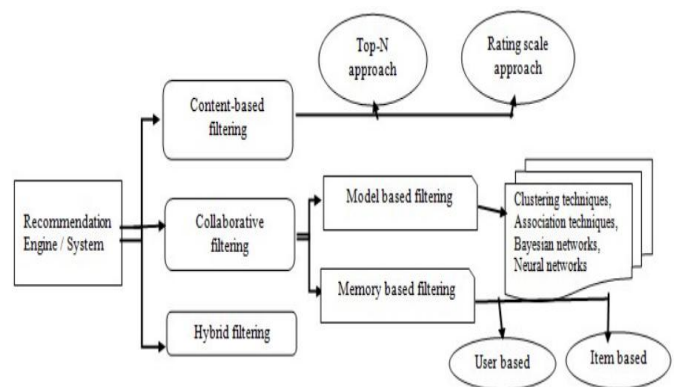 Top-N
approach
Rating scale
approach
Content-based
filtering
Recommendation
Engine / System
Collaborative
filtering
Model based filtering
Clustering techniques,
Association techniques,
Bayesian networks,
Neural networks
Memory based filtering
Hybrid filtering
User based
Item based